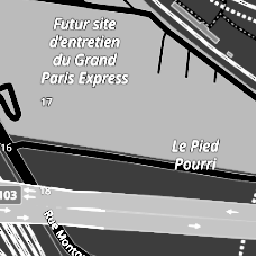 Futur site
d'entretien
du Grand
Paris Express
17
Le Pied
Pourri
16
103
18